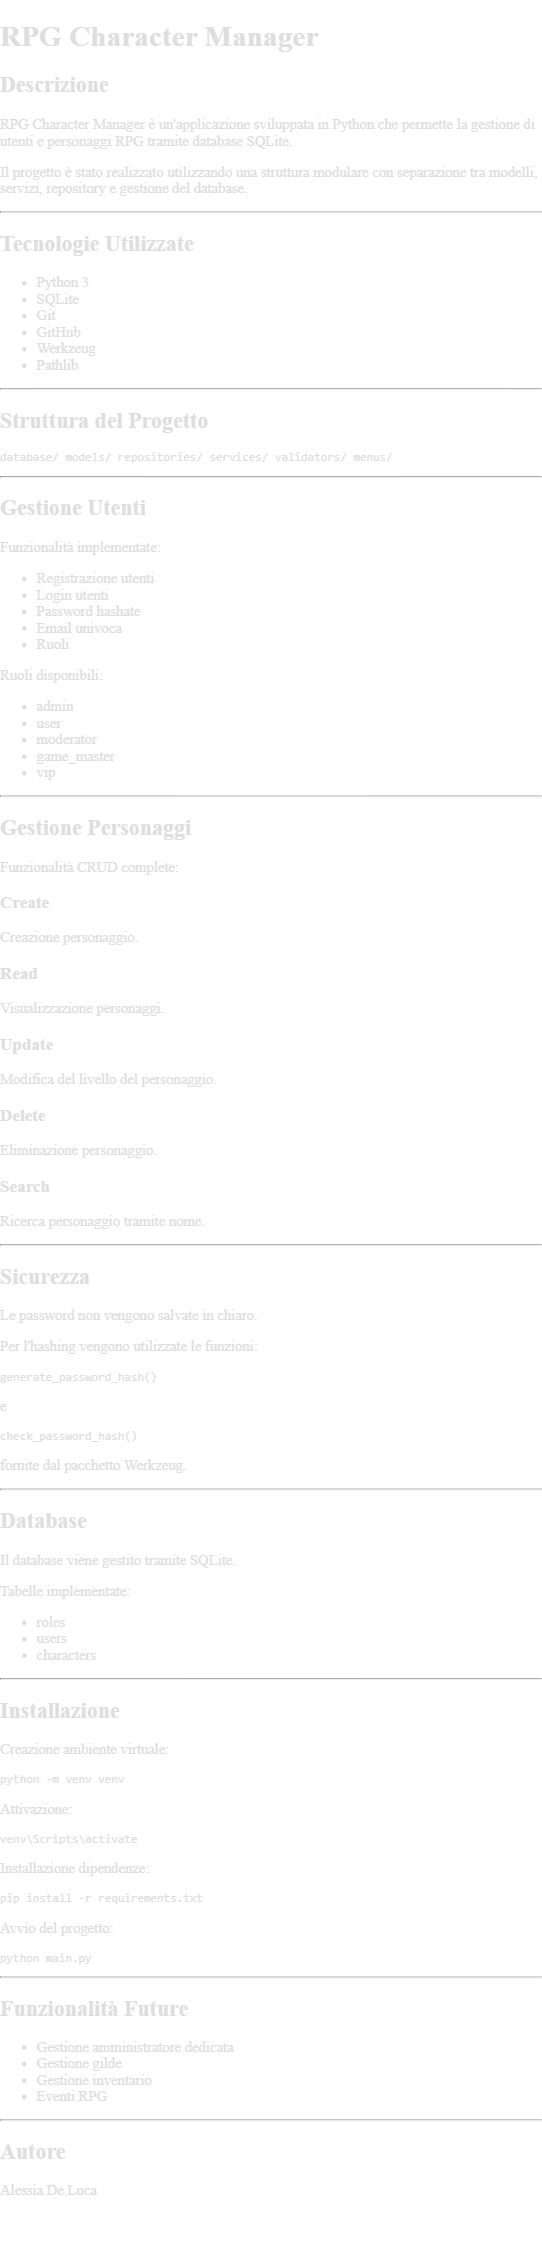 RPG Character Manager
Descrizione
RPG Character Manager è un'applicazione sviluppata in Python che permette la gestione di
utenti e personaggi RPG tramite database SQLite.
Il progetto è stato realizzato utilizzando una struttura modulare con separazione tra modelli,
servizi, repository e gestione del database.
Tecnologie Utilizzate
• Python 3
• SQLite
• Git
• GitHub
• Werkzeug
• Pathlib
Struttura del Progetto
database/ models/ repositories/ services/ validators/ menus/
Gestione Utenti
Funzionalità implementate:
• Registrazione utenti
• Login utenti
• Password hashate
• Email univoca
• Ruoli
Ruoli disponibili:
• admin
• user
• moderator
• game_master
• vip
Gestione Personaggi
Funzionalità CRUD complete:
Create
Creazione personaggio.
Read
Visualizzazione personaggi.
Update
Modifica del livello del personaggio.
Delete
Eliminazione personaggio.
Search
Ricerca personaggio tramite nome.
Sicurezza
Le password non vengono salvate in chiaro.
Per l'hashing vengono utilizzate le funzioni:
generate_password_hash()
e
check_password_hash()
fornite dal pacchetto Werkzeug.
Database
Il database viene gestito tramite SQLite.
Tabelle implementate:
• roles
• users
• characters
Installazione
Creazione ambiente virtuale:
python -m venv venv
Attivazione:
venv\Scripts\activate
Installazione dipendenze:
pip install -r requirements.txt
Avvio del progetto:
python main.py
Funzionalità Future
• Gestione amministratore dedicata
• Gestione gilde
• Gestione inventario
• Eventi RPG
Autore
Alessia De Luca